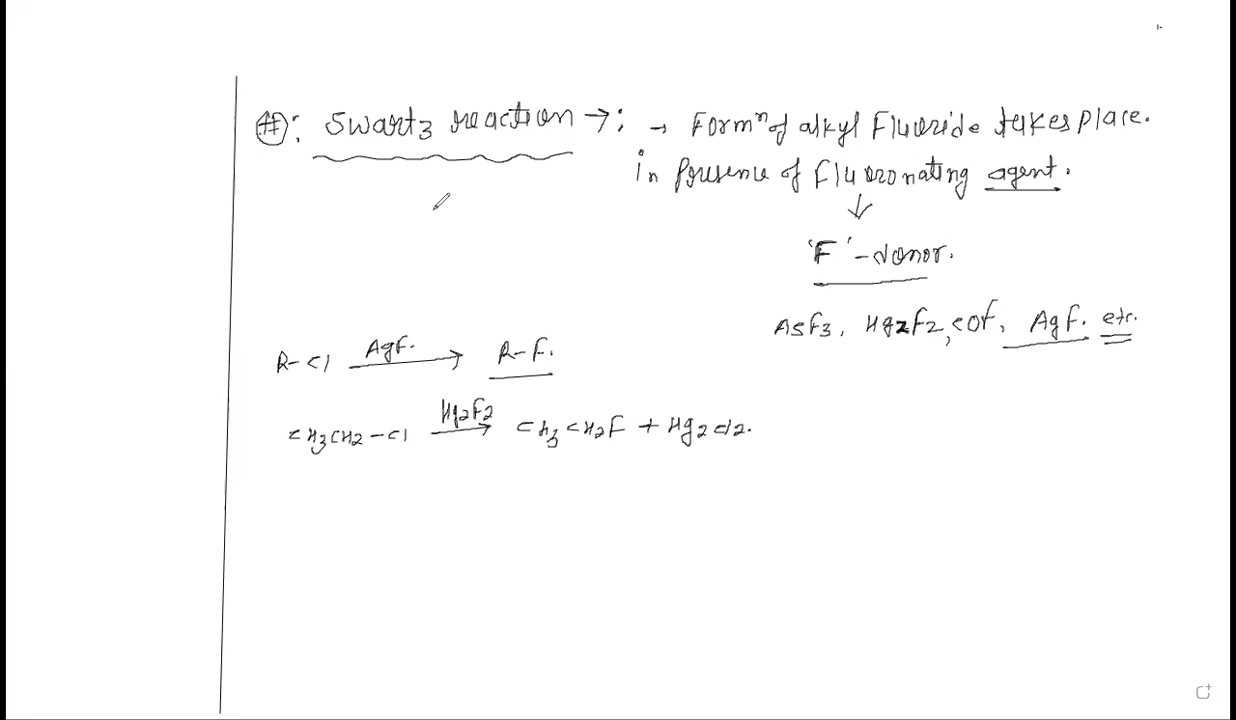 #: Swartz reaction →: → Formⁿ of alkyl Fluoride takes place.
in presence of Fluoronating agent.
↓
'F'-donor.
AsF3, Hg2F2, COF, AgF. etc.
R-Cl AgF. → R-F.
CH3CH2-Cl Hg2F2 → CH3CH2F + Hg2Cl2.